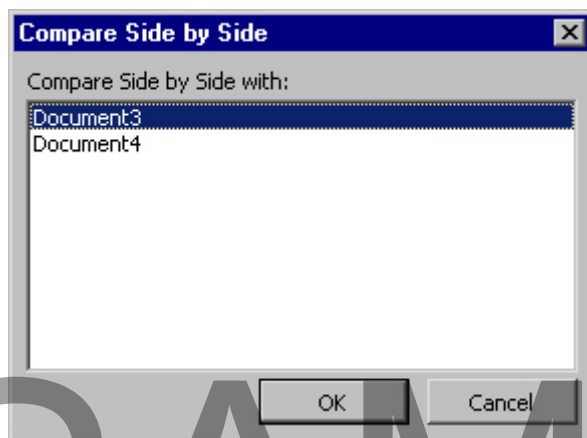 Compare Side by Side
Compare Side by Side with:
Document3
Document4
OK
Cancel